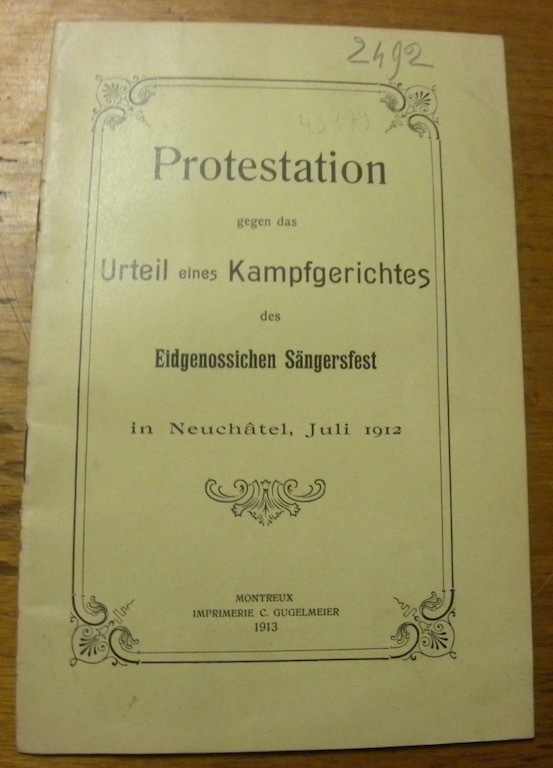 2492
Protestation
gegen das
Urteil eines Kampfgerichtes
des
Eidgenossichen Sängersfest
in Neuchâtel, Juli 1912
MONTREUX
IMPRIMERIE C. GUGELMEIER
1913